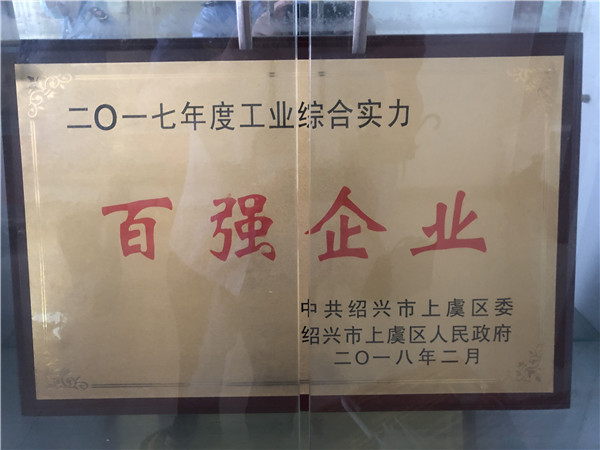 二〇一七年度工业综合实力
百强企业
中共绍兴市上虞区委
绍兴市上虞区人民政府
二〇一八年二月